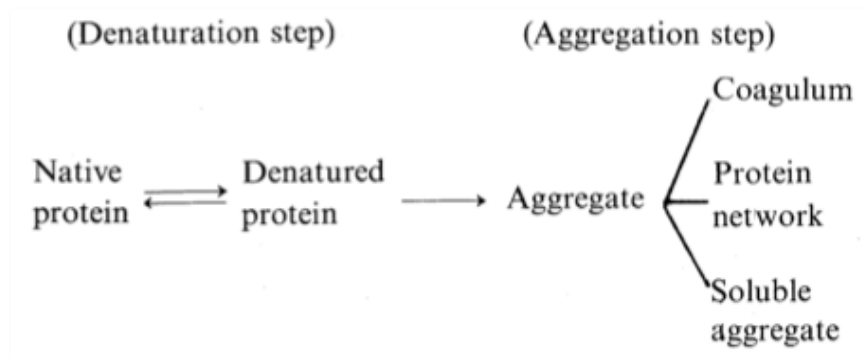 (Denaturation step) (Aggregation step)
Coagulum
Native protein
Denatured protein
Aggregate
Protein network
Soluble aggregate